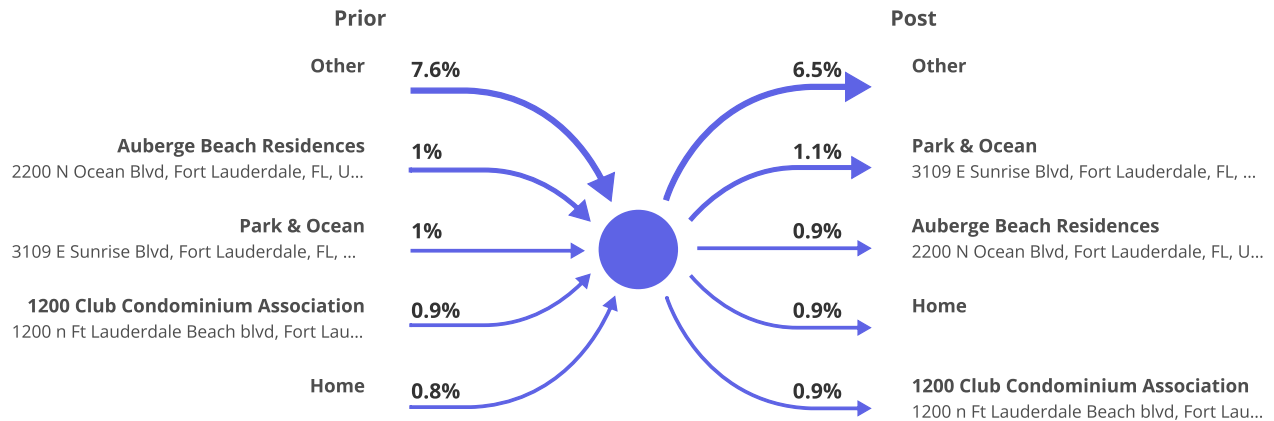 Prior
Other
7.6%
Auberge Beach Residences
2200 N Ocean Blvd, Fort Lauderdale, FL, U...
1%
Park & Ocean
3109 E Sunrise Blvd, Fort Lauderdale, FL, ...
1%
1200 Club Condominium Association
1200 n Ft Lauderdale Beach blvd, Fort Lau...
0.9%
Home
0.8%
Post
6.5%
Other
1.1%
Park & Ocean
3109 E Sunrise Blvd, Fort Lauderdale, FL, ...
0.9%
Auberge Beach Residences
2200 N Ocean Blvd, Fort Lauderdale, FL, U...
0.9%
Home
0.9%
1200 Club Condominium Association
1200 n Ft Lauderdale Beach blvd, Fort Lau...